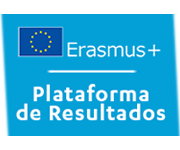 Erasmus+
Plataforma
de Resultados